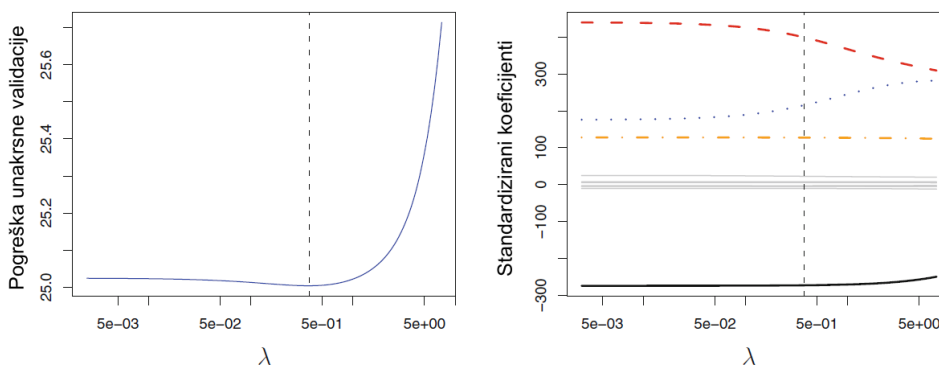 Pogreška unakrsne validacije
25.0 25.2 25.4 25.6
5e−03 5e−02 5e−01 5e+00
λ
Standardizirani koeficijenti
−300 −100 0 100 300
5e−03 5e−02 5e−01 5e+00
λ